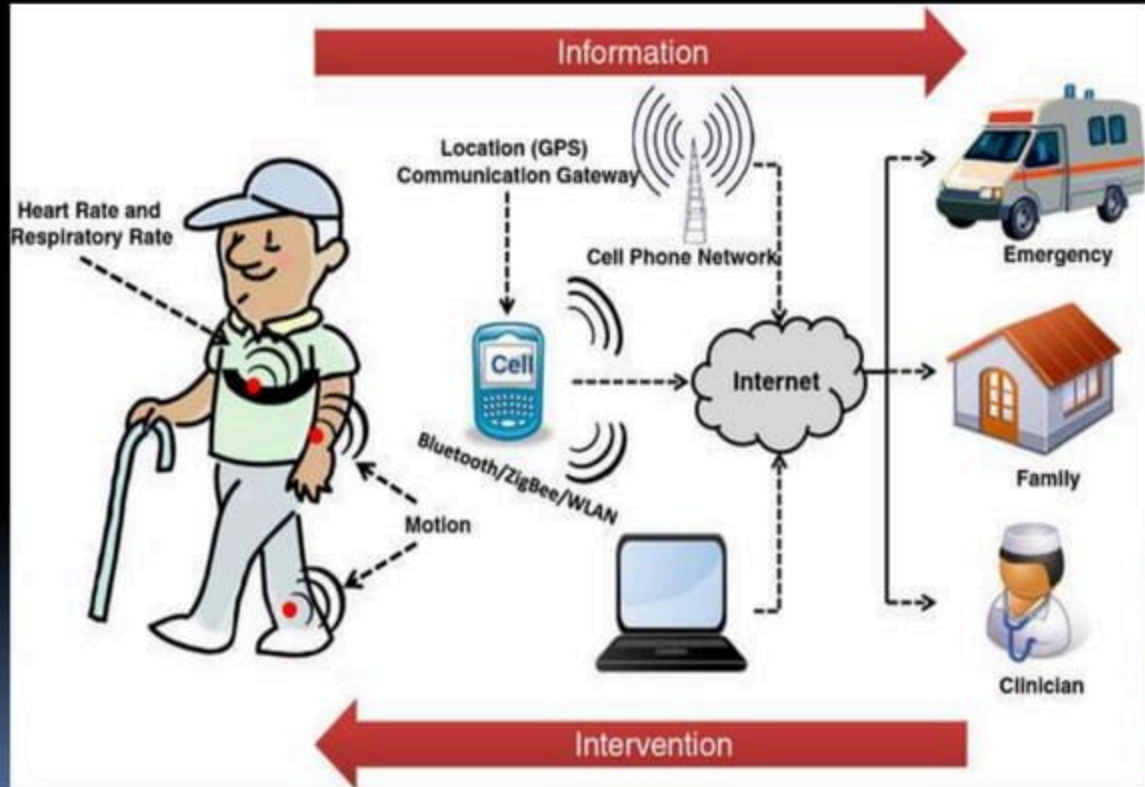 Information
Location (GPS)
Communication Gateway
Heart Rate and
Respiratory Rate
Cell Phone Network
Emergency
Cell
Internet
Bluetooth/ZigBee/WLAN
Family
Motion
Clinician
Intervention